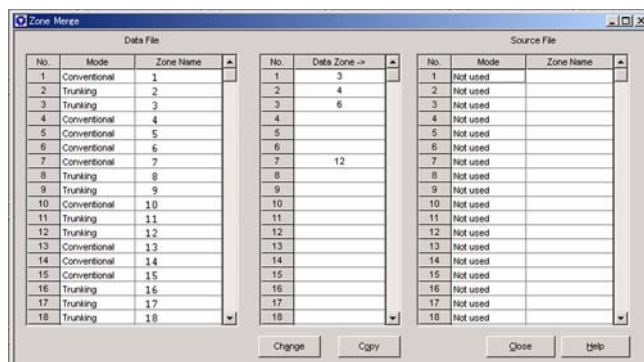 Zone Merge
Data File
No. Mode Zone Name
1 Conventional 1
2 Trunking 2
3 Trunking 3
4 Conventional 4
5 Conventional 5
6 Conventional 6
7 Conventional 7
8 Trunking 8
9 Trunking 9
10 Conventional 10
11 Trunking 11
12 Trunking 12
13 Conventional 13
14 Conventional 14
15 Conventional 15
16 Trunking 16
17 Trunking 17
18 Trunking 18
No. Data Zone ->
1 3
2 4
3 6
4
5
6
7 12
8
9
10
11
12
13
14
15
16
17
18
Source File
No. Mode Zone Name
1 Not used
2 Not used
3 Not used
4 Not used
5 Not used
6 Not used
7 Not used
8 Not used
9 Not used
10 Not used
11 Not used
12 Not used
13 Not used
14 Not used
15 Not used
16 Not used
17 Not used
18 Not used
Change Copy Close Help